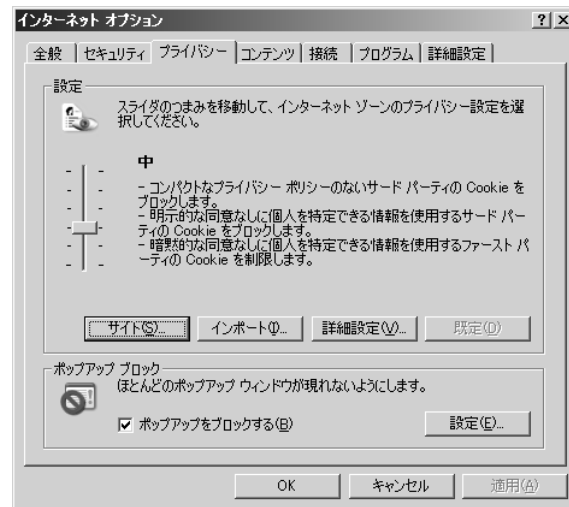 インターネット オプション ? ×
全般 セキュリティ プライバシー コンテンツ 接続 プログラム 詳細設定
設定
スライダのつまみを移動して、インターネット ゾーンのプライバシー設定を選
択してください。
中
- コンパクトなプライバシー ポリシーのないサード パーティの Cookie を
ブロックします。
- 明示的な同意なしに個人を特定できる情報を使用するサード パー
ティの Cookie をブロックします。
- 暗黙的な同意なしに個人を特定できる情報を使用するファースト パ
ーティの Cookie を制限します。
サイト(S)... インポート(I)... 詳細設定(V)... 既定(D)
ポップアップ ブロック
ほとんどのポップアップ ウィンドウが現れないようにします。
ポップアップをブロックする(B) 設定(E)...
OK キャンセル 適用(A)